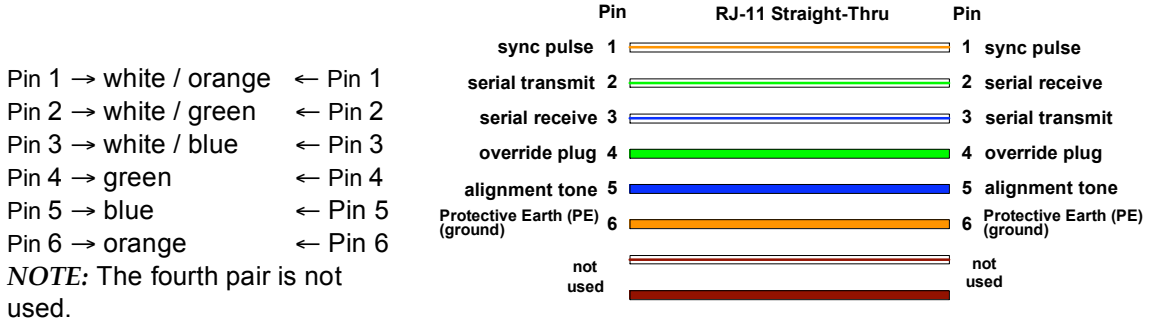 Pin 1 → white / orange ← Pin 1
Pin 2 → white / green ← Pin 2
Pin 3 → white / blue ← Pin 3
Pin 4 → green ← Pin 4
Pin 5 → blue ← Pin 5
Pin 6 → orange ← Pin 6
NOTE: The fourth pair is not
used.
Pin RJ-11 Straight-Thru Pin
sync pulse 1 1 sync pulse
serial transmit 2 2 serial receive
serial receive 3 3 serial transmit
override plug 4 4 override plug
alignment tone 5 5 alignment tone
Protective Earth (PE)
(ground) 6
6 Protective Earth (PE)
(ground)
not
used
not
used